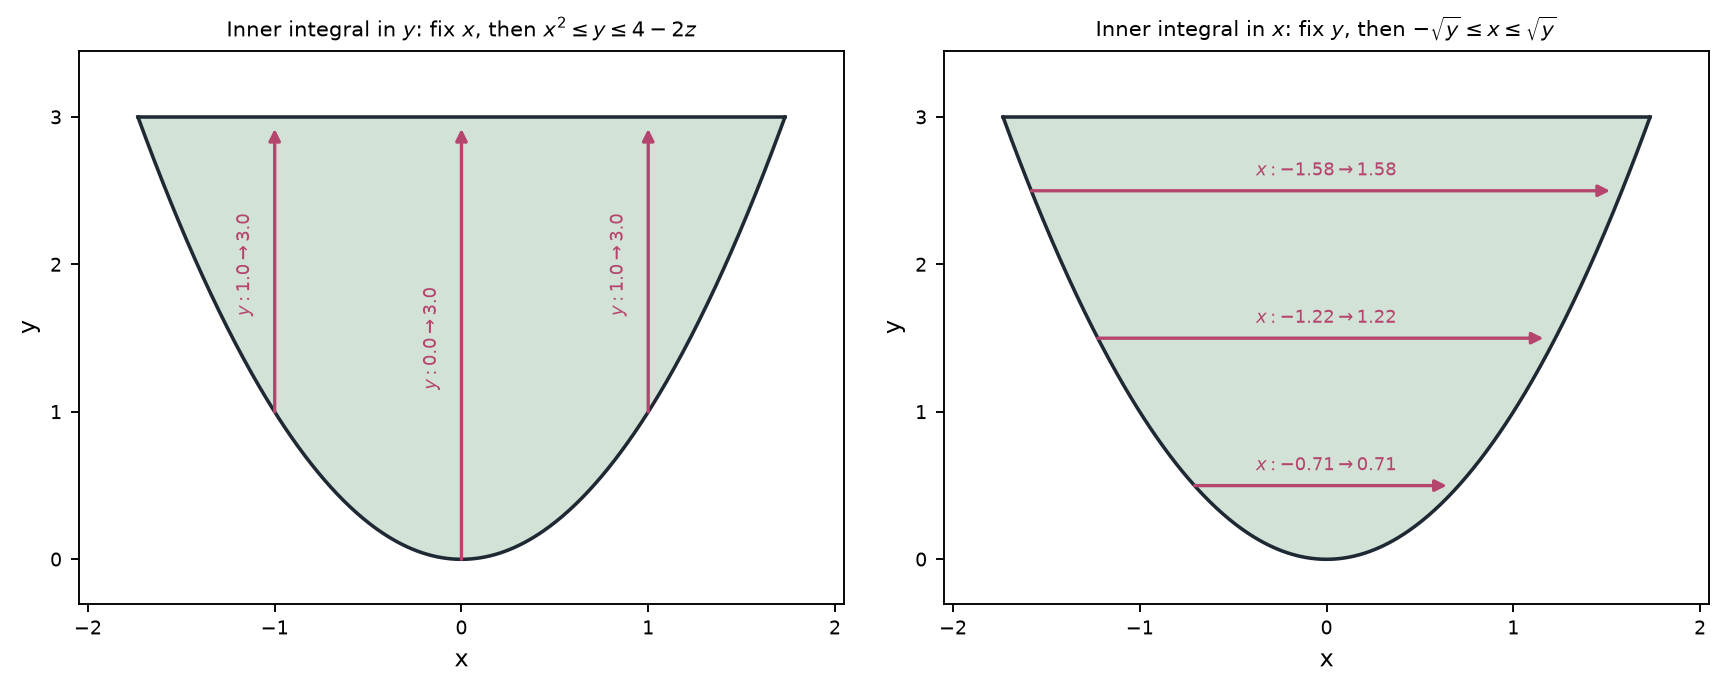 Inner integral in y: fix x, then x² ≤ y ≤ 4 − 2z
y
3
2
1
0
−2
−1
0
1
2
x
y: 1.0→3.0
y: 0.0→3.0
y: 1.0→3.0
Inner integral in x: fix y, then −√y ≤ x ≤ √y
y
3
2
1
0
−2
−1
0
1
2
x
x: −1.58→1.58
x: −1.22→1.22
x: −0.71→0.71